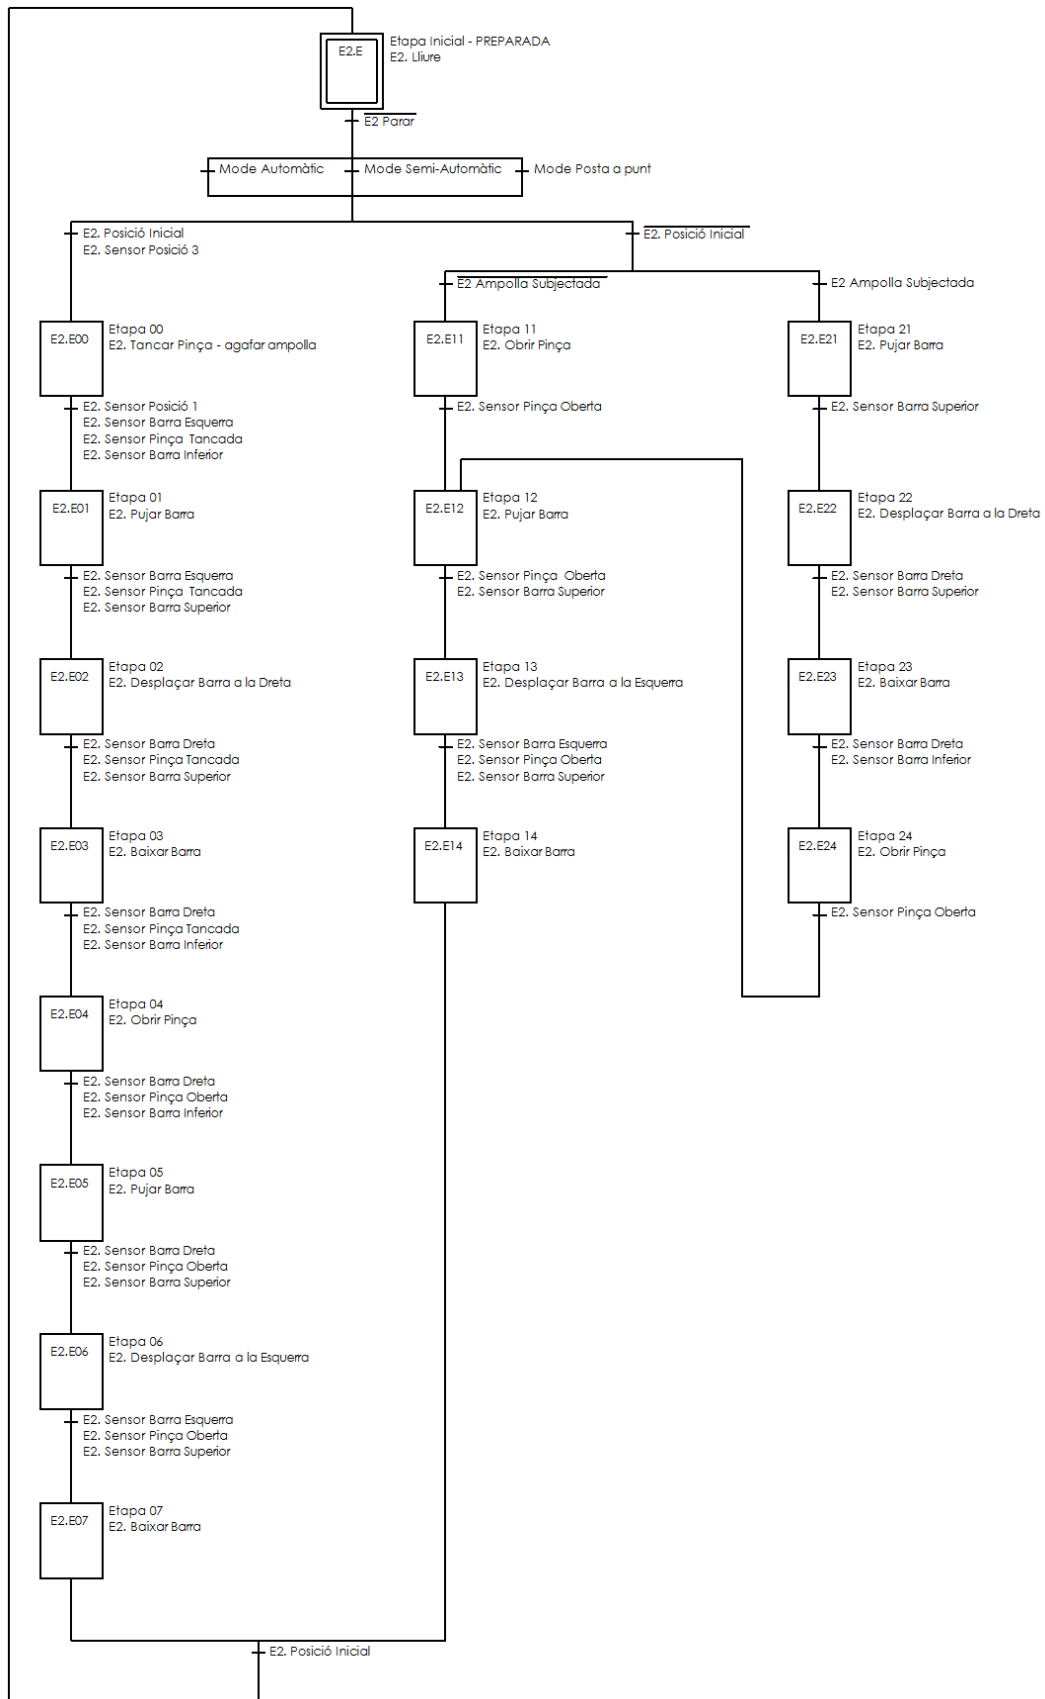 E2.E
Etapa Inicial - PREPARADA
E2. Lliure
E2 Parar
Mode Automàtic
Mode Semi-Automàtic
Mode Posta a punt
E2. Posició Inicial
E2. Sensor Posició 3
E2. Posició Inicial
E2 Ampolla Subjectada
E2 Ampolla Subjectada
E2.E00
Etapa 00
E2. Tancar Pinça - agafar ampolla
E2.E11
Etapa 11
E2. Obrir Pinça
E2.E21
Etapa 21
E2. Pujar Barra
E2. Sensor Posició 1
E2. Sensor Barra Esquerra
E2. Sensor Pinça Tancada
E2. Sensor Barra Inferior
E2. Sensor Pinça Oberta
E2. Sensor Barra Superior
E2.E01
Etapa 01
E2. Pujar Barra
E2.E12
Etapa 12
E2. Pujar Barra
E2.E22
Etapa 22
E2. Desplaçar Barra a la Dreta
E2. Sensor Barra Esquerra
E2. Sensor Pinça Tancada
E2. Sensor Barra Superior
E2. Sensor Pinça Oberta
E2. Sensor Barra Superior
E2. Sensor Barra Dreta
E2. Sensor Barra Superior
E2.E02
Etapa 02
E2. Desplaçar Barra a la Dreta
E2.E13
Etapa 13
E2. Desplaçar Barra a la Esquerra
E2.E23
Etapa 23
E2. Baixar Barra
E2. Sensor Barra Dreta
E2. Sensor Pinça Tancada
E2. Sensor Barra Superior
E2. Sensor Barra Esquerra
E2. Sensor Pinça Oberta
E2. Sensor Barra Superior
E2. Sensor Barra Dreta
E2. Sensor Barra Inferior
E2.E03
Etapa 03
E2. Baixar Barra
E2.E14
Etapa 14
E2. Baixar Barra
E2.E24
Etapa 24
E2. Obrir Pinça
E2. Sensor Barra Dreta
E2. Sensor Pinça Tancada
E2. Sensor Barra Inferior
E2. Sensor Pinça Oberta
E2.E04
Etapa 04
E2. Obrir Pinça
E2. Sensor Barra Dreta
E2. Sensor Pinça Oberta
E2. Sensor Barra Inferior
E2.E05
Etapa 05
E2. Pujar Barra
E2. Sensor Barra Dreta
E2. Sensor Pinça Oberta
E2. Sensor Barra Superior
E2.E06
Etapa 06
E2. Desplaçar Barra a la Esquerra
E2. Sensor Barra Esquerra
E2. Sensor Pinça Oberta
E2. Sensor Barra Superior
E2.E07
Etapa 07
E2. Baixar Barra
E2. Posició Inicial